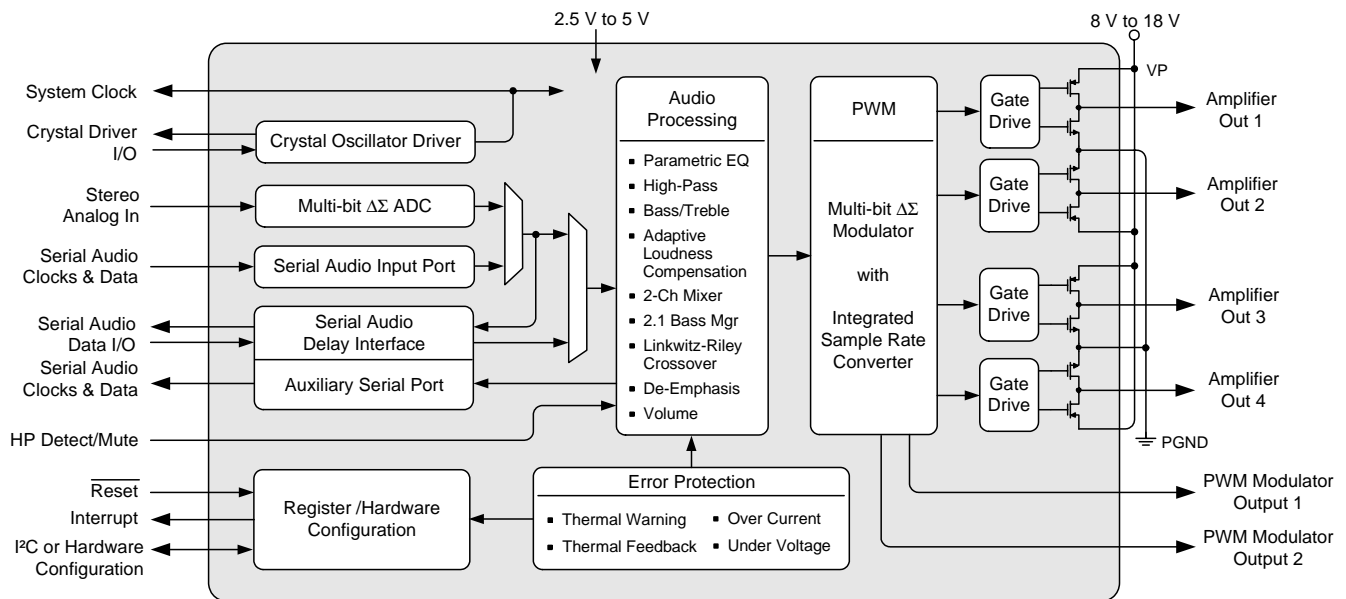 2.5 V to 5 V
8 V to 18 V
VP
System Clock
Crystal Driver
I/O
Crystal Oscillator Driver
Stereo
Analog In
Multi-bit ΔΣ ADC
Serial Audio
Clocks & Data
Serial Audio Input Port
Serial Audio
Data I/O
Serial Audio
Delay Interface
Serial Audio
Clocks & Data
Auxiliary Serial Port
HP Detect/Mute
Reset
Interrupt
I²C or Hardware
Configuration
Register /Hardware
Configuration
Audio
Processing
▪ Parametric EQ
▪ High-Pass
▪ Bass/Treble
▪ Adaptive
Loudness
Compensation
▪ 2-Ch Mixer
▪ 2.1 Bass Mgr
▪ Linkwitz-Riley
Crossover
▪ De-Emphasis
▪ Volume
Error Protection
▪ Thermal Warning
▪ Over Current
▪ Thermal Feedback
▪ Under Voltage
PWM
Multi-bit ΔΣ
Modulator
with
Integrated
Sample Rate
Converter
Gate
Drive
Gate
Drive
Gate
Drive
Gate
Drive
Amplifier
Out 1
Amplifier
Out 2
Amplifier
Out 3
Amplifier
Out 4
PGND
PWM Modulator
Output 1
PWM Modulator
Output 2